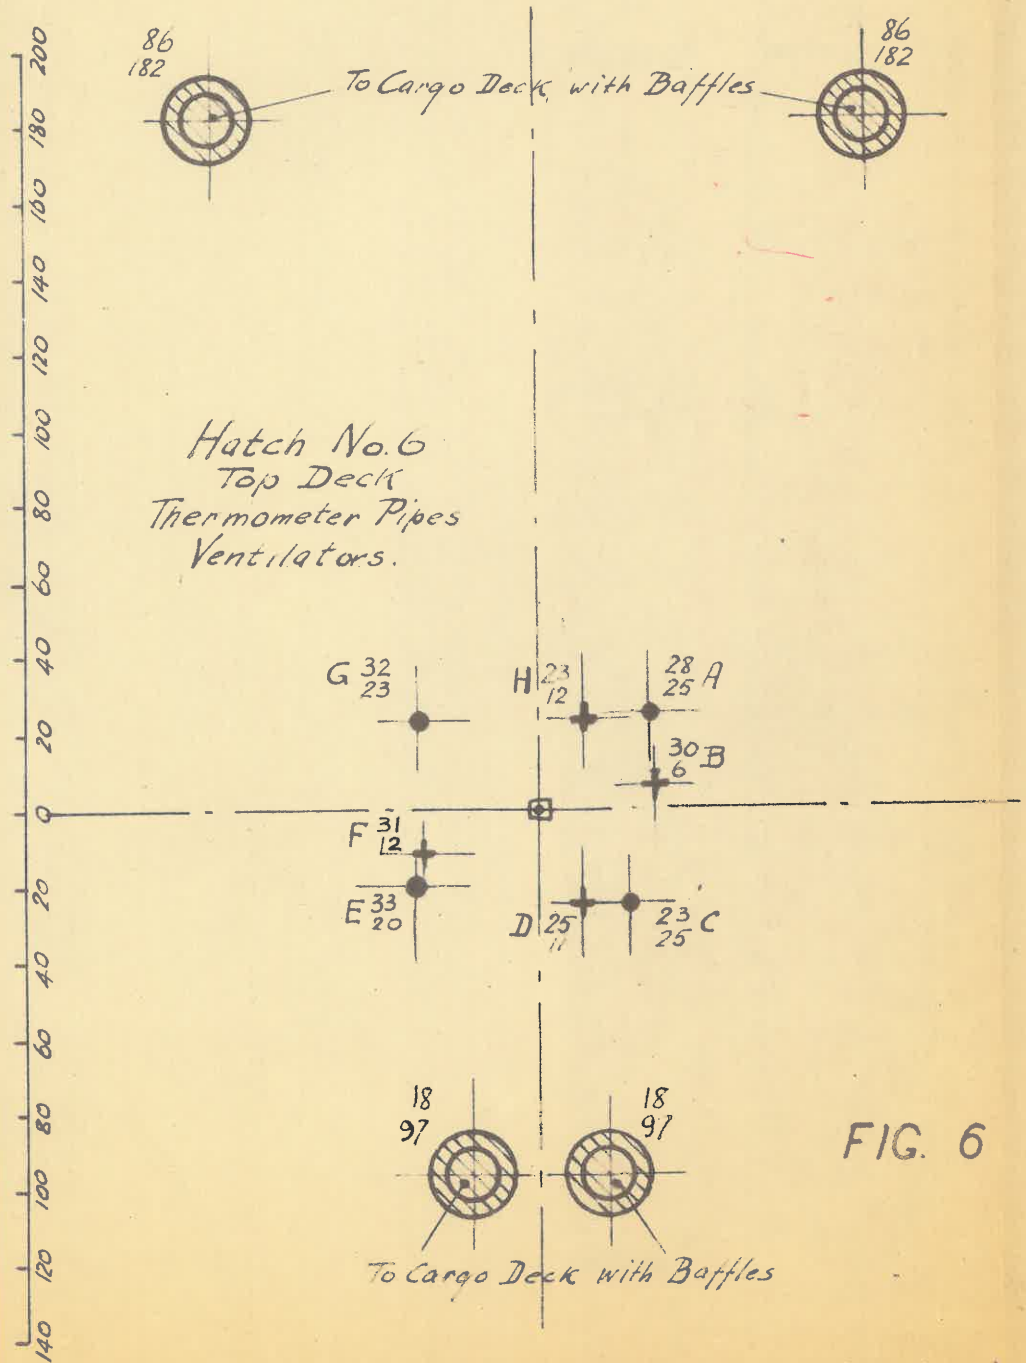 86
182
86
182
To Cargo Deck with Baffles
200
180
160
140
120
100
80
60
40
20
0
20
40
60
80
100
120
140
Hatch No. 6
Top Deck
Thermometer Pipes
Ventilators.
G 32
23
H 23
12
28
25 A
30
6 B
F 31
12
E 33
20
D 25
11
23
25 C
18
97
18
97
FIG. 6
To Cargo Deck with Baffles